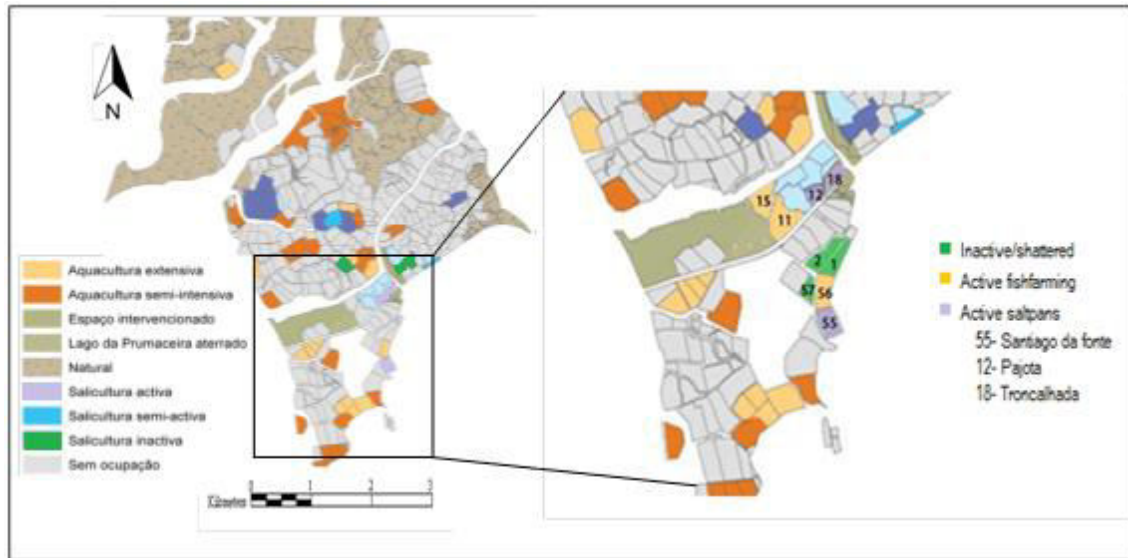 N
Aquacultura extensiva
Aquacultura semi-intensiva
Espaço intervencionado
Lago da Prumaceira aterrado
Natural
Salicultura activa
Salicultura semi-activa
Salicultura inactiva
Sem ocupação
0 1 2 3
18
12
15
11
2 1
57 56
55
Inactive/shattered
Active fishfarming
Active saltpans
55- Santiago da fonte
12- Pajota
18- Troncalhada